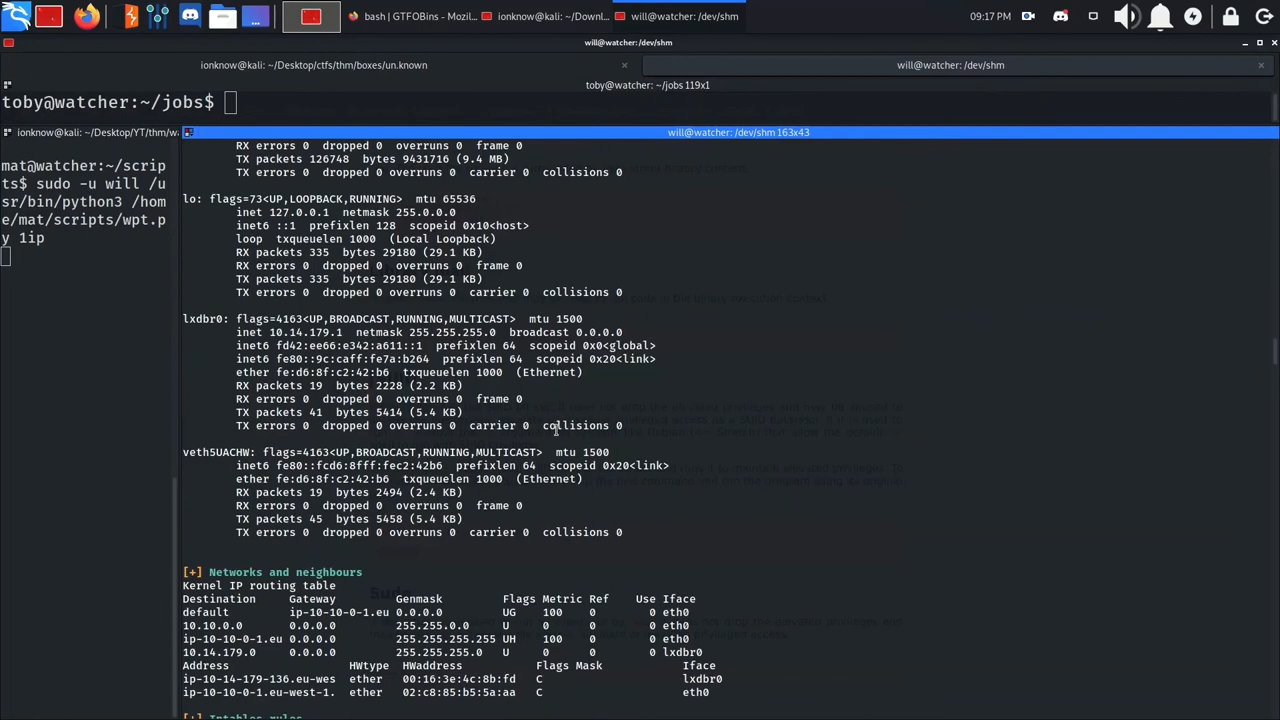 bash | GTFOBins - Mozil...
ionknow@kali: ~/Downl...
will@watcher: /dev/shm
09:17 PM
will@watcher: /dev/shm
ionknow@kali: ~/Desktop/ctfs/thm/boxes/un.known
will@watcher: /dev/shm
toby@watcher: ~/jobs 119x1
toby@watcher:~/jobs$
ionknow@kali: ~/Desktop/YT/thm/wa
will@watcher: /dev/shm 163x43
mat@watcher:~/scrip
ts$ sudo -u will /u
sr/bin/python3 /hom
e/mat/scripts/wpt.p
y 1ip
RX errors 0  dropped 0  overruns 0  frame 0
TX packets 126748  bytes 9431716 (9.4 MB)
TX errors 0  dropped 0 overruns 0  carrier 0  collisions 0
lo: flags=73<UP,LOOPBACK,RUNNING>  mtu 65536
inet 127.0.0.1  netmask 255.0.0.0
inet6 ::1  prefixlen 128  scopeid 0x10<host>
loop  txqueuelen 1000  (Local Loopback)
RX packets 335  bytes 29180 (29.1 KB)
RX errors 0  dropped 0  overruns 0  frame 0
TX packets 335  bytes 29180 (29.1 KB)
TX errors 0  dropped 0 overruns 0  carrier 0  collisions 0
lxdbr0: flags=4163<UP,BROADCAST,RUNNING,MULTICAST>  mtu 1500
inet 10.14.179.1  netmask 255.255.255.0  broadcast 0.0.0.0
inet6 fd42:ee66:e342:a611::1  prefixlen 64  scopeid 0x0<global>
inet6 fe80::9c:caff:fe7a:b264  prefixlen 64  scopeid 0x20<link>
ether fe:d6:8f:c2:42:b6  txqueuelen 1000  (Ethernet)
RX packets 19  bytes 2228 (2.2 KB)
RX errors 0  dropped 0  overruns 0  frame 0
TX packets 41  bytes 5414 (5.4 KB)
TX errors 0  dropped 0 overruns 0  carrier 0  collisions 0
veth5UACHW: flags=4163<UP,BROADCAST,RUNNING,MULTICAST>  mtu 1500
inet6 fe80::fcd6:8fff:fec2:42b6  prefixlen 64  scopeid 0x20<link>
ether fe:d6:8f:c2:42:b6  txqueuelen 1000  (Ethernet)
RX packets 19  bytes 2494 (2.4 KB)
RX errors 0  dropped 0  overruns 0  frame 0
TX packets 45  bytes 5458 (5.4 KB)
TX errors 0  dropped 0 overruns 0  carrier 0  collisions 0
[+] Networks and neighbours
Kernel IP routing table
Destination     Gateway         Genmask         Flags Metric Ref    Use Iface
default         ip-10-10-0-1.eu 0.0.0.0         UG    100    0        0 eth0
10.10.0.0       0.0.0.0         255.255.0.0     U     0      0        0 eth0
ip-10-10-0-1.eu 0.0.0.0         255.255.255.255 UH    100    0        0 eth0
10.14.179.0     0.0.0.0         255.255.255.0   U     0      0        0 lxdbr0
Address                  HWtype  HWaddress           Flags Mask            Iface
ip-10-14-179-136.eu-wes  ether   00:16:3e:4c:8b:fd   C                     lxdbr0
ip-10-10-0-1.eu-west-1.  ether   02:c8:85:b5:5a:aa   C                     eth0
[+] Iptables rules